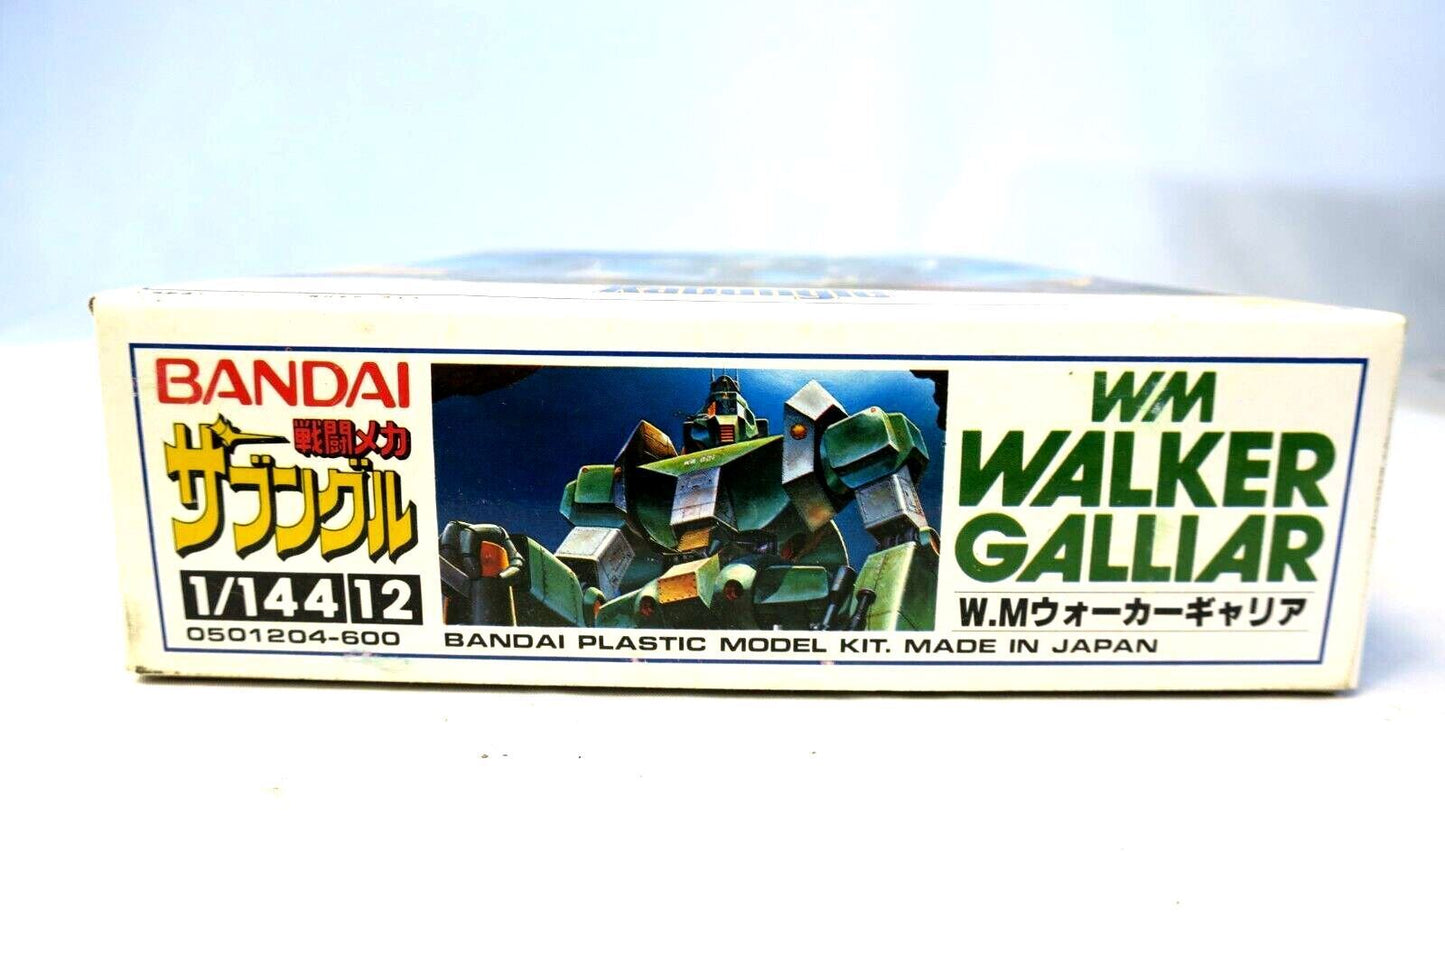 BANDAI
戦闘メカ
ザブングル
1/144 12
0501204-600
BANDAI PLASTIC MODEL KIT. MADE IN JAPAN
WM
WALKER
GALLIAR
W.Mウォーカーギャリア